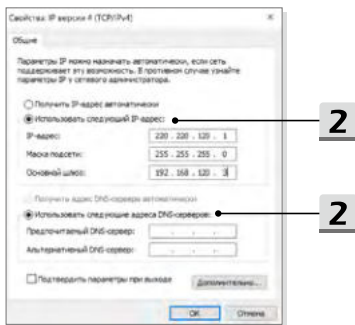 Свойства: IP версии 4 (TCP/IPv4)
Общие
Параметры IP можно назначать автоматически, если сеть
поддерживает эту возможность. В противном случае узнайте
параметры IP у сетевого администратора.
Получить IP-адрес автоматически
Использовать следующий IP-адрес:
2
IP-адрес: 220 . 220 . 120 . 1
Маска подсети: 255 . 255 . 255 . 0
Основной шлюз: 192 . 168 . 120 . 3
Получить адрес DNS-сервера автоматически
Использовать следующие адреса DNS-серверов:
2
Предпочитаемый DNS-сервер:
Альтернативный DNS-сервер:
Подтвердить параметры при выходе
Дополнительно...
OK Отмена